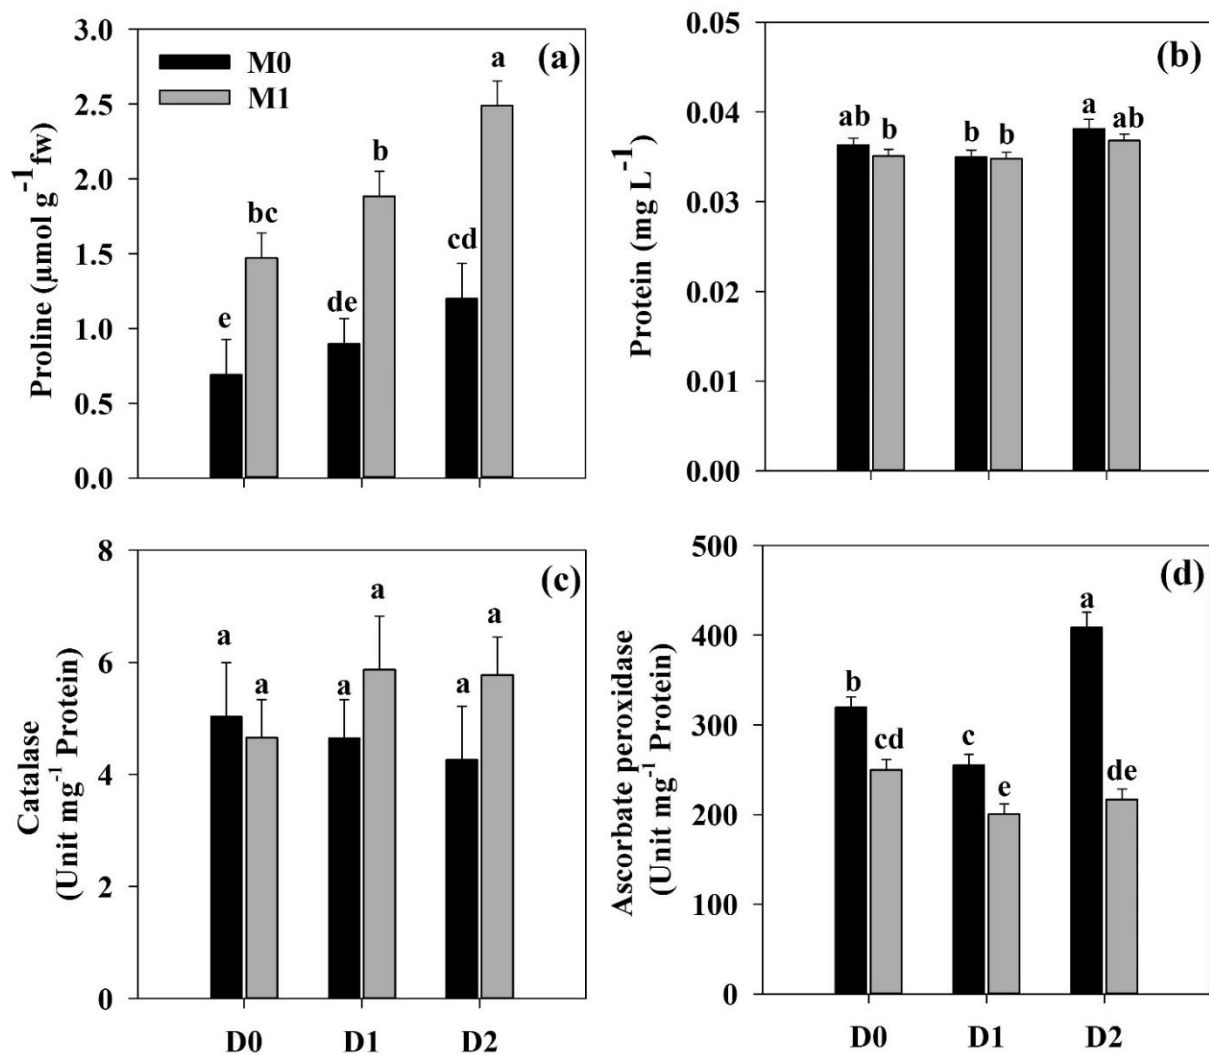 3.0
2.5
2.0
1.5
1.0
0.5
0.0
Proline (µmol g⁻¹fw)
M0
M1
(a)
e
bc
de
b
cd
a
0.05
0.04
0.03
0.02
0.01
0.00
Protein (mg L⁻¹)
(b)
ab
b
b
b
a
ab
8
6
4
2
0
Catalase
(Unit mg⁻¹ Protein)
(c)
a
a
a
a
a
a
D0
D1
D2
500
400
300
200
100
0
Ascorbate peroxidase
(Unit mg⁻¹ Protein)
(d)
b
cd
c
e
a
de
D0
D1
D2